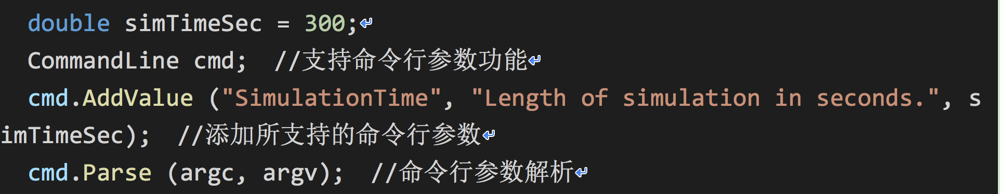 double simTimeSec = 300;↵
CommandLine cmd;  //支持命令行参数功能↵
cmd.AddValue ("SimulationTime", "Length of simulation in seconds.", s
imTimeSec);  //添加所支持的命令行参数↵
cmd.Parse (argc, argv);  //命令行参数解析↵